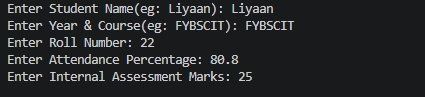 Enter Student Name(eg: Liyaan): Liyaan
Enter Year & Course(eg: FYBSCIT): FYBSCIT
Enter Roll Number: 22
Enter Attendance Percentage: 80.8
Enter Internal Assessment Marks: 25